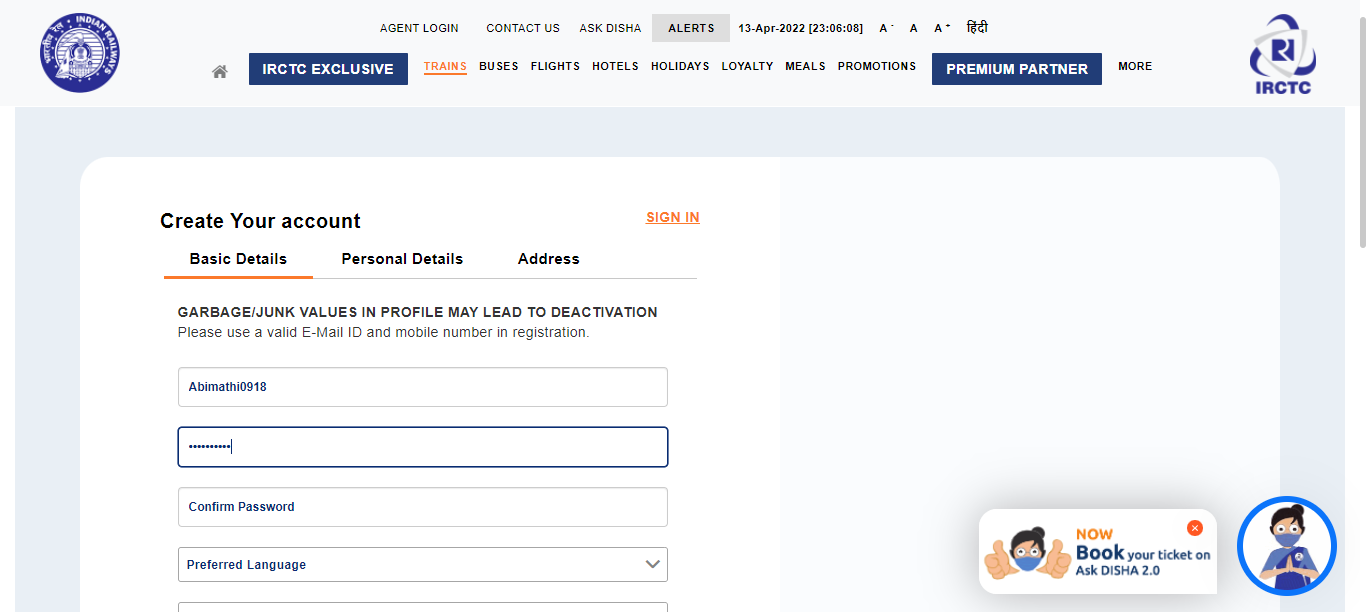 AGENT LOGIN CONTACT US ASK DISHA ALERTS 13-Apr-2022 [23:06:08] A - A A + हिंदी
भारतीय रेल INDIAN RAILWAYS
IRCTC EXCLUSIVE TRAINS BUSES FLIGHTS HOTELS HOLIDAYS LOYALTY MEALS PROMOTIONS PREMIUM PARTNER MORE
IRCTC
Create Your account SIGN IN
Basic Details Personal Details Address
GARBAGE/JUNK VALUES IN PROFILE MAY LEAD TO DEACTIVATION
Please use a valid E-Mail ID and mobile number in registration.
Abimathi0918
••••••••••
Confirm Password
Preferred Language
NOW
Book your ticket on
Ask DISHA 2.0